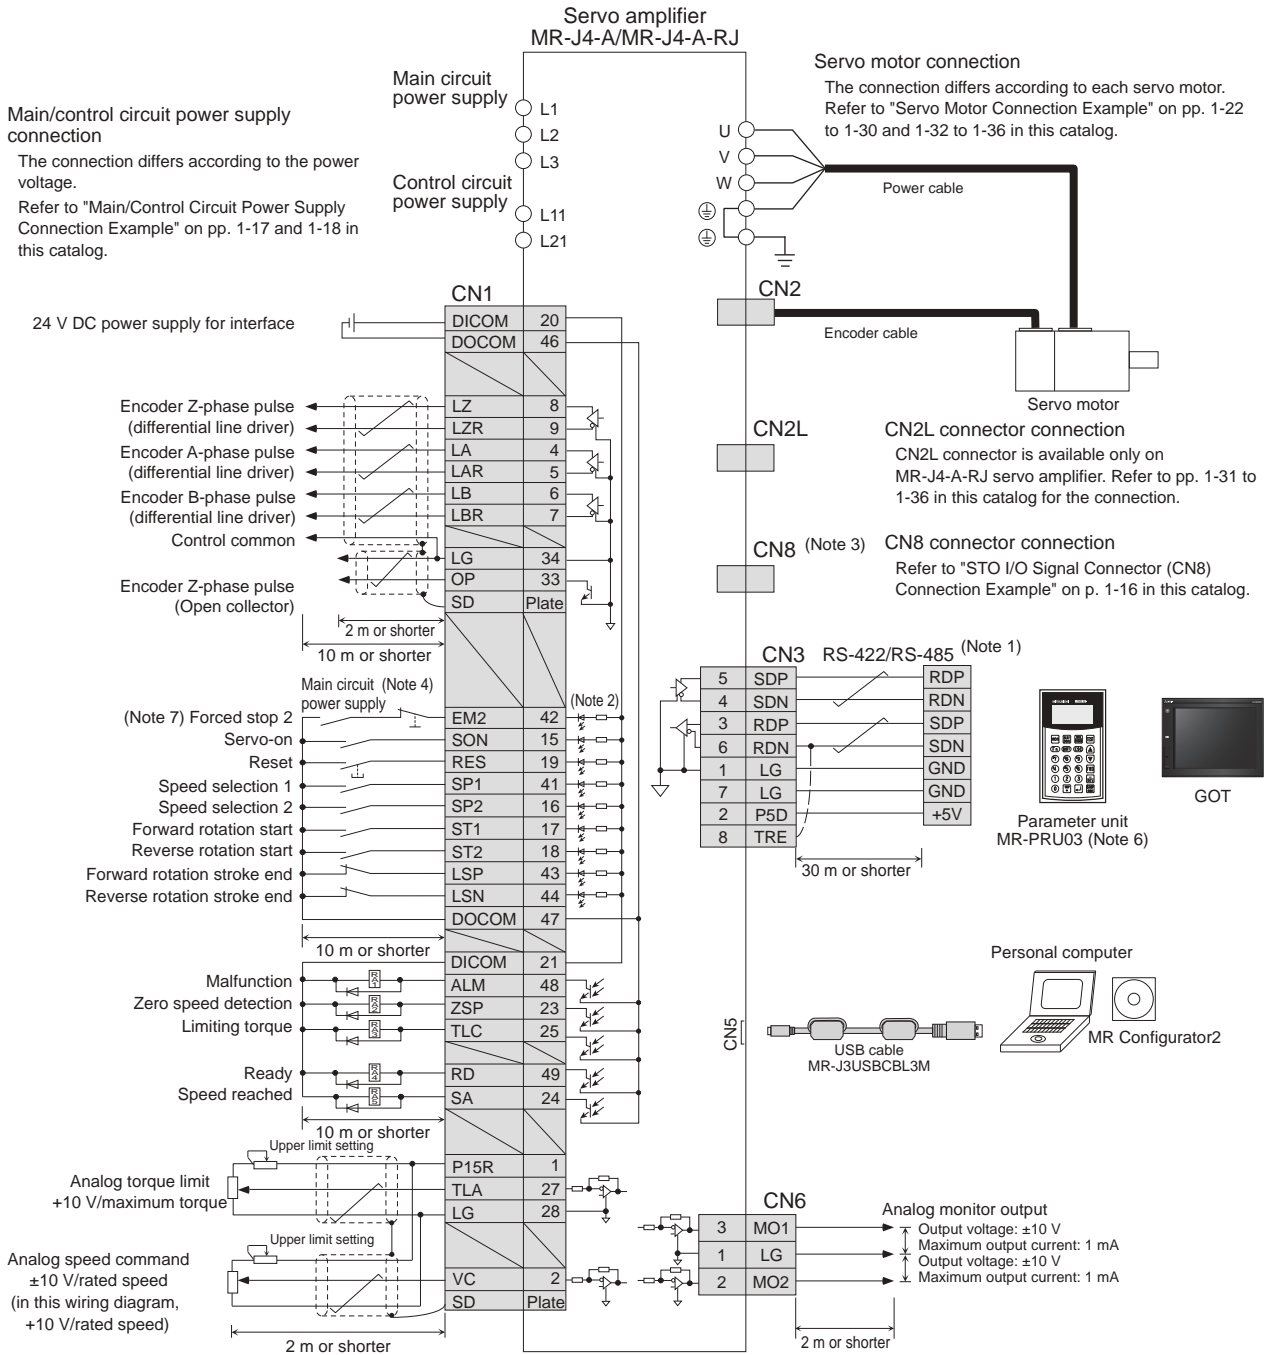 Servo amplifier
MR-J4-A/MR-J4-A-RJ
Main circuit
power supply
L1
L2
L3
Control circuit
power supply
L11
L21
Main/control circuit power supply
connection
The connection differs according to the power
voltage.
Refer to "Main/Control Circuit Power Supply
Connection Example" on pp. 1-17 and 1-18 in
this catalog.
Servo motor connection
The connection differs according to each servo motor.
Refer to "Servo Motor Connection Example" on pp. 1-22
to 1-30 and 1-32 to 1-36 in this catalog.
U
V
W
Power cable
CN2
Encoder cable
Servo motor
CN2L
CN2L connector connection
CN2L connector is available only on
MR-J4-A-RJ servo amplifier. Refer to pp. 1-31 to
1-36 in this catalog for the connection.
CN8 (Note 3)
CN8 connector connection
Refer to "STO I/O Signal Connector (CN8)
Connection Example" on p. 1-16 in this catalog.
CN1
24 V DC power supply for interface
DICOM 20
DOCOM 46
Encoder Z-phase pulse
(differential line driver)
LZ 8
LZR 9
Encoder A-phase pulse
(differential line driver)
LA 4
LAR 5
Encoder B-phase pulse
(differential line driver)
LB 6
LBR 7
Control common
LG 34
Encoder Z-phase pulse
(Open collector)
OP 33
SD Plate
2 m or shorter
10 m or shorter
Main circuit (Note 4)
power supply
(Note 2)
(Note 7) Forced stop 2 EM2 42
Servo-on SON 15
Reset RES 19
Speed selection 1 SP1 41
Speed selection 2 SP2 16
Forward rotation start ST1 17
Reverse rotation start ST2 18
Forward rotation stroke end LSP 43
Reverse rotation stroke end LSN 44
DOCOM 47
10 m or shorter
DICOM 21
Malfunction RA1 ALM 48
Zero speed detection RA2 ZSP 23
Limiting torque RA3 TLC 25
Ready RA4 RD 49
Speed reached RA5 SA 24
10 m or shorter
Upper limit setting
P15R 1
Analog torque limit
+10 V/maximum torque
TLA 27
LG 28
Upper limit setting
Analog speed command
±10 V/rated speed
(in this wiring diagram,
+10 V/rated speed)
VC 2
SD Plate
2 m or shorter
CN3 RS-422/RS-485 (Note 1)
5 SDP RDP
4 SDN RDN
3 RDP SDP
6 RDN SDN
1 LG GND
7 LG GND
2 P5D +5V
8 TRE
30 m or shorter
Parameter unit
MR-PRU03 (Note 6)
GOT
CN5
USB cable
MR-J3USBCBL3M
Personal computer
MR Configurator2
CN6
3 MO1
1 LG
2 MO2
Analog monitor output
Output voltage: ±10 V
Maximum output current: 1 mA
Output voltage: ±10 V
Maximum output current: 1 mA
2 m or shorter